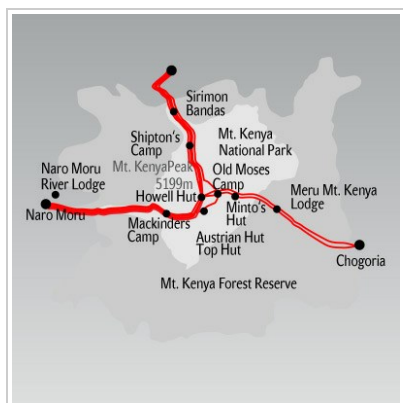 Sirimon
Bandas
Shipton's
Camp
Mt. Kenya
National Park
Mt. KenyaPeak
5199m
Old Moses
Camp
Naro Moru
River Lodge
Howell Hut
Meru Mt. Kenya
Lodge
Minto's
Hut
Naro Moru
Mackinders
Camp
Austrian Hut
Top Hut
Chogoria
Mt. Kenya Forest Reserve